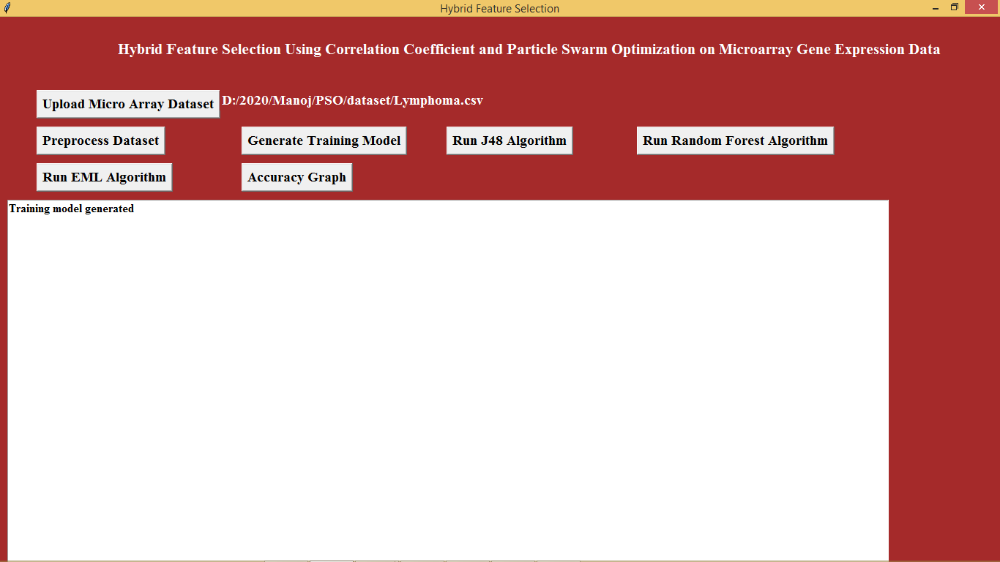 Hybrid Feature Selection
Hybrid Feature Selection Using Correlation Coefficient and Particle Swarm Optimization on Microarray Gene Expression Data
Upload Micro Array Dataset D:/2020/Manoj/PSO/dataset/Lymphoma.csv
Preprocess Dataset Generate Training Model Run J48 Algorithm Run Random Forest Algorithm
Run EML Algorithm Accuracy Graph
Training model generated